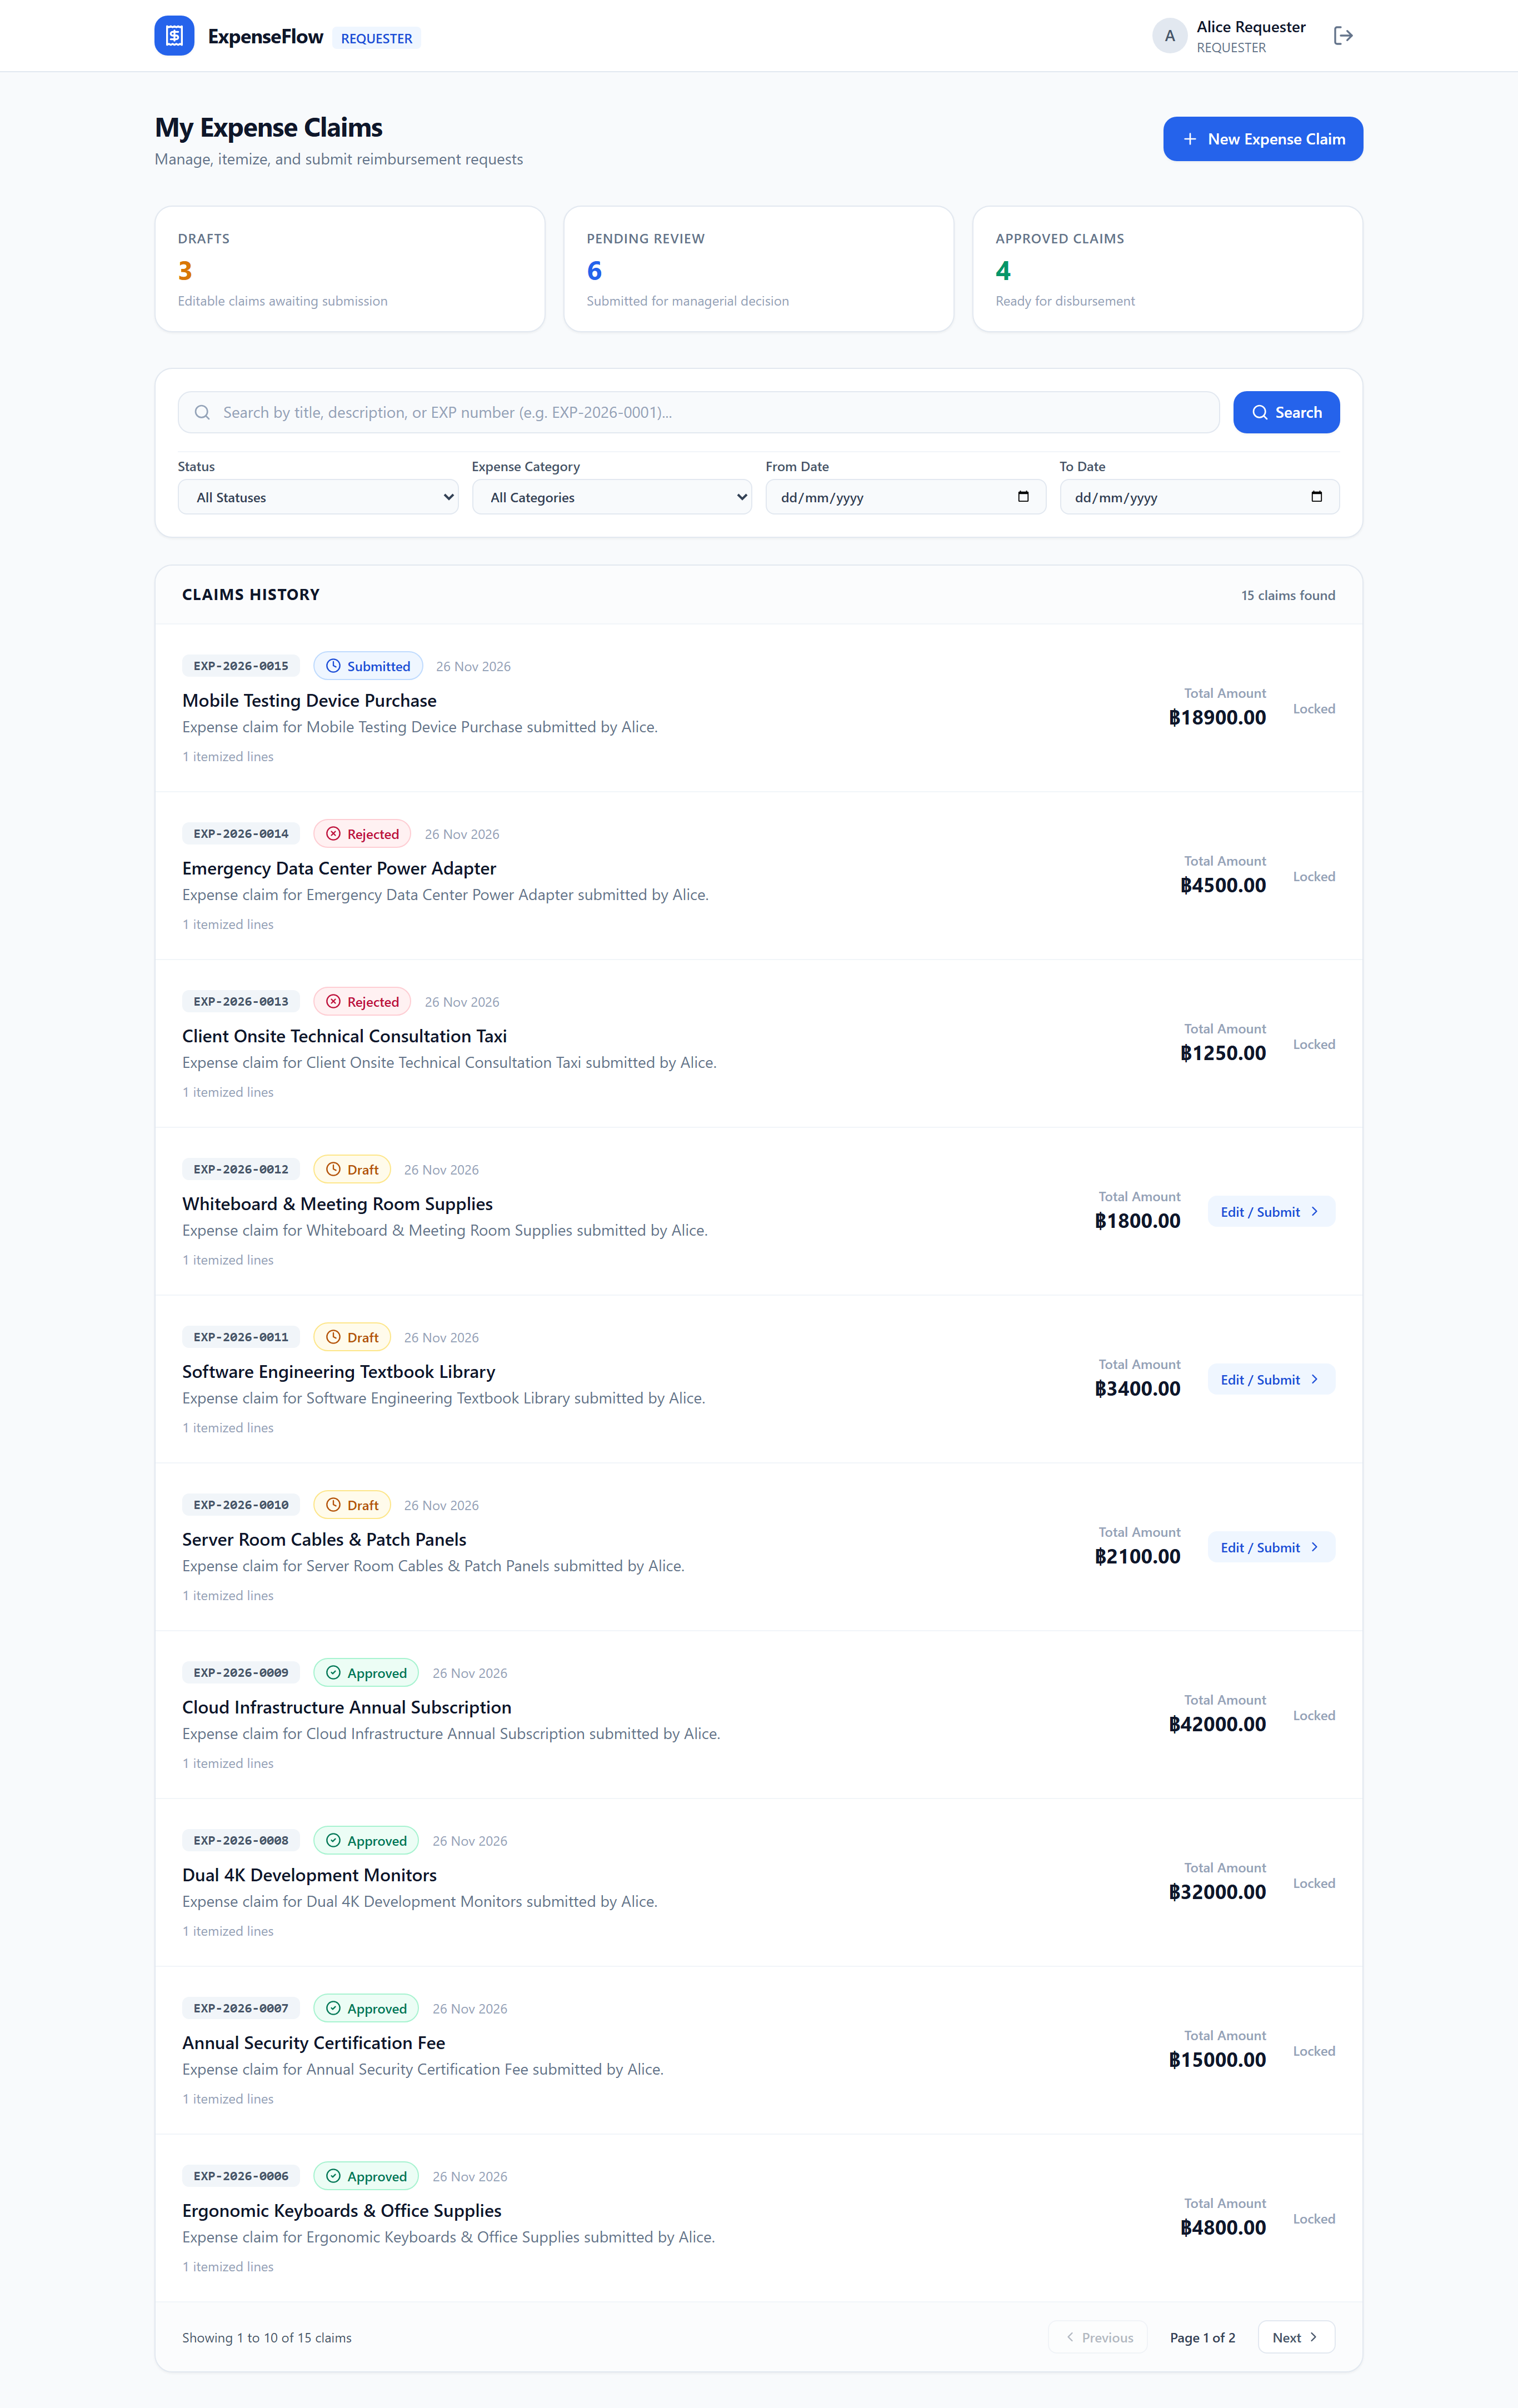 ExpenseFlow REQUESTER
A
Alice Requester
REQUESTER
My Expense Claims
Manage, itemize, and submit reimbursement requests
New Expense Claim
DRAFTS
3
Editable claims awaiting submission
PENDING REVIEW
6
Submitted for managerial decision
APPROVED CLAIMS
4
Ready for disbursement
Search by title, description, or EXP number (e.g. EXP-2026-0001)...
Search
Status
All Statuses
Expense Category
All Categories
From Date
dd/mm/yyyy
To Date
dd/mm/yyyy
CLAIMS HISTORY
15 claims found
EXP-2026-0015 Submitted 26 Nov 2026
Mobile Testing Device Purchase
Expense claim for Mobile Testing Device Purchase submitted by Alice.
1 itemized lines
Total Amount
฿18900.00
Locked
EXP-2026-0014 Rejected 26 Nov 2026
Emergency Data Center Power Adapter
Expense claim for Emergency Data Center Power Adapter submitted by Alice.
1 itemized lines
Total Amount
฿4500.00
Locked
EXP-2026-0013 Rejected 26 Nov 2026
Client Onsite Technical Consultation Taxi
Expense claim for Client Onsite Technical Consultation Taxi submitted by Alice.
1 itemized lines
Total Amount
฿1250.00
Locked
EXP-2026-0012 Draft 26 Nov 2026
Whiteboard & Meeting Room Supplies
Expense claim for Whiteboard & Meeting Room Supplies submitted by Alice.
1 itemized lines
Total Amount
฿1800.00
Edit / Submit
EXP-2026-0011 Draft 26 Nov 2026
Software Engineering Textbook Library
Expense claim for Software Engineering Textbook Library submitted by Alice.
1 itemized lines
Total Amount
฿3400.00
Edit / Submit
EXP-2026-0010 Draft 26 Nov 2026
Server Room Cables & Patch Panels
Expense claim for Server Room Cables & Patch Panels submitted by Alice.
1 itemized lines
Total Amount
฿2100.00
Edit / Submit
EXP-2026-0009 Approved 26 Nov 2026
Cloud Infrastructure Annual Subscription
Expense claim for Cloud Infrastructure Annual Subscription submitted by Alice.
1 itemized lines
Total Amount
฿42000.00
Locked
EXP-2026-0008 Approved 26 Nov 2026
Dual 4K Development Monitors
Expense claim for Dual 4K Development Monitors submitted by Alice.
1 itemized lines
Total Amount
฿32000.00
Locked
EXP-2026-0007 Approved 26 Nov 2026
Annual Security Certification Fee
Expense claim for Annual Security Certification Fee submitted by Alice.
1 itemized lines
Total Amount
฿15000.00
Locked
EXP-2026-0006 Approved 26 Nov 2026
Ergonomic Keyboards & Office Supplies
Expense claim for Ergonomic Keyboards & Office Supplies submitted by Alice.
1 itemized lines
Total Amount
฿4800.00
Locked
Showing 1 to 10 of 15 claims
Previous
Page 1 of 2
Next